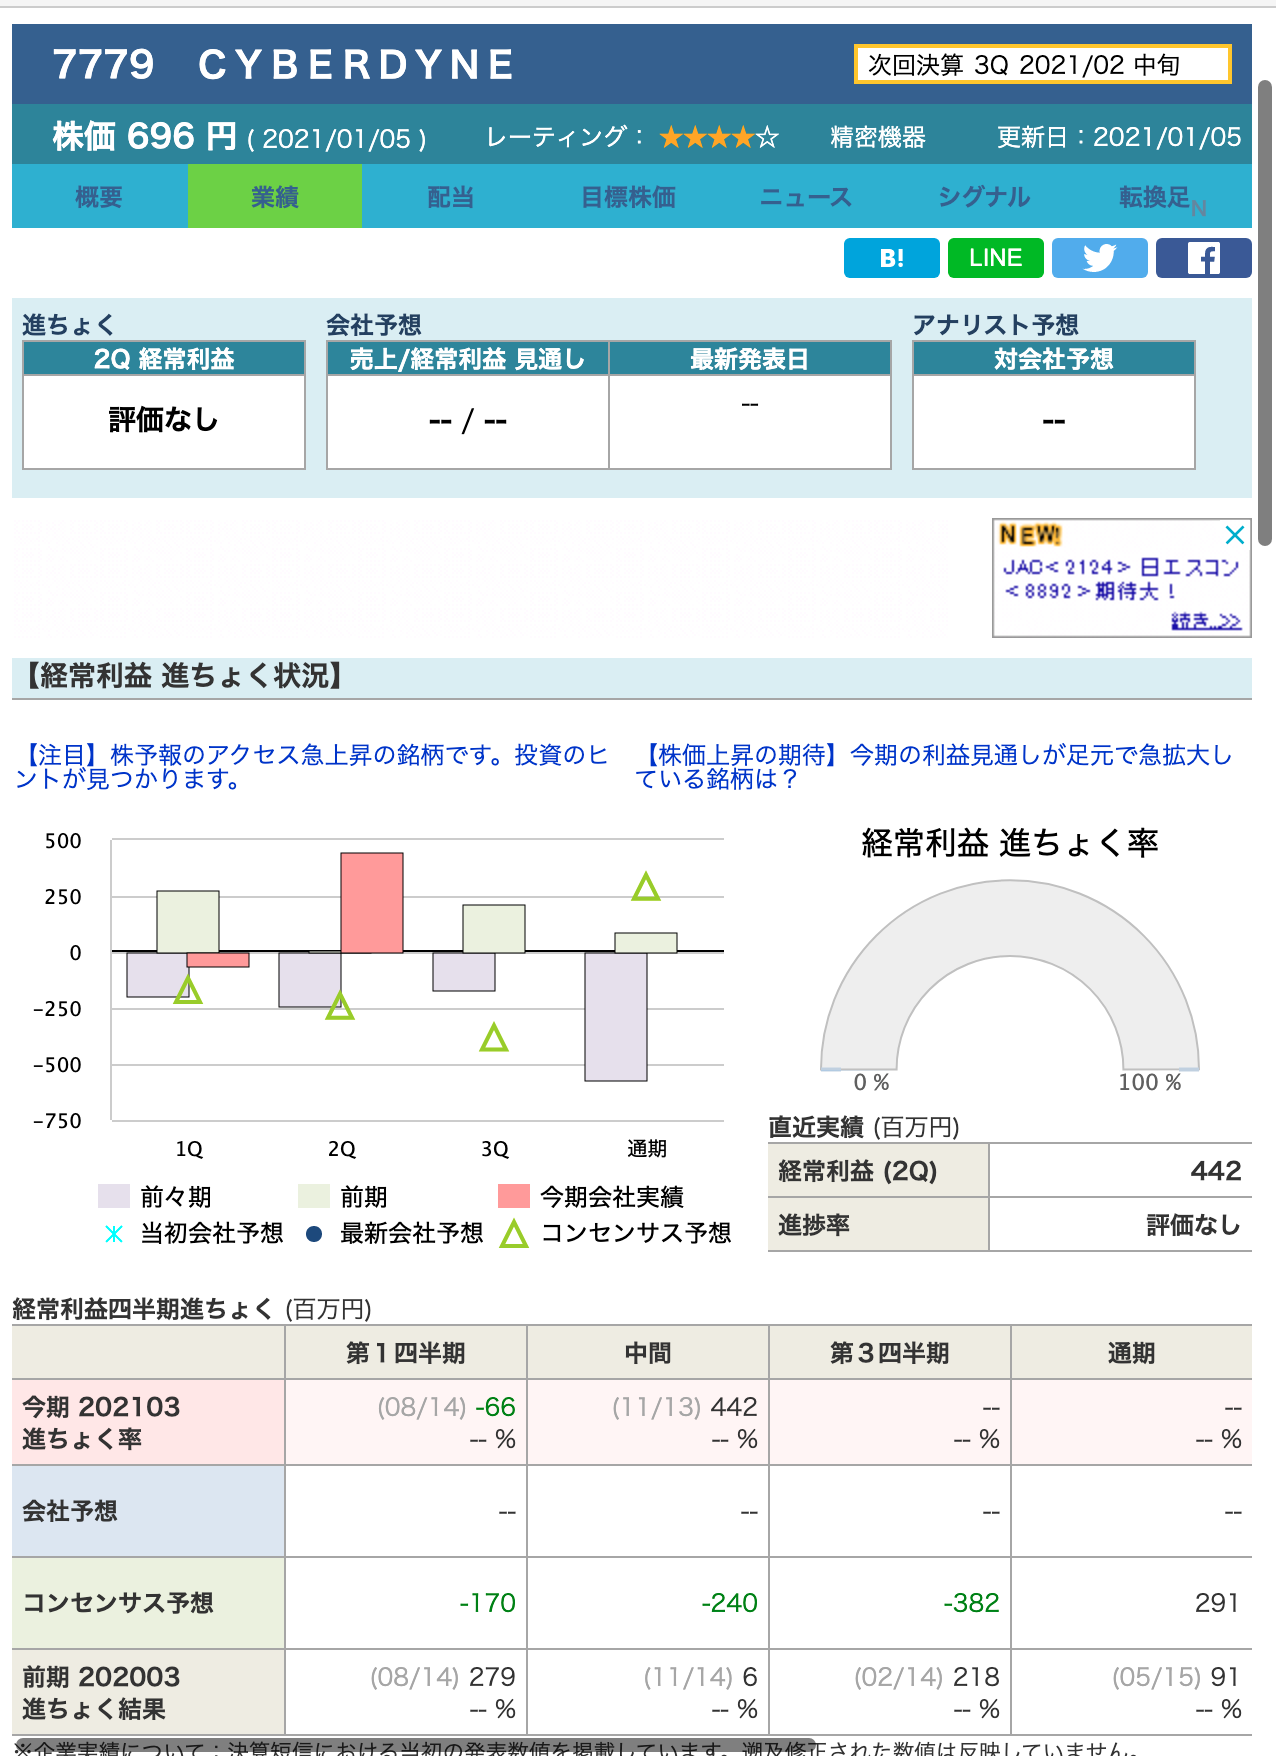 7779　CYBERDYNE
次回決算 3Q 2021/02 中旬
株価 696 円 ( 2021/01/05 )　レーティング： ★★★★☆　精密機器　更新日：2021/01/05
概要　業績　配当　目標株価　ニュース　シグナル　転換足N
B!　LINE
進ちょく　会社予想　アナリスト予想
2Q 経常利益　売上/経常利益 見通し　最新発表日　対会社予想
評価なし　-- / --　--　--
NEW!
JAC<2124> 日エスコン
<8892>期待大！
続き..>>
【経常利益 進ちょく状況】
【注目】株予報のアクセス急上昇の銘柄です。投資のヒ
ントが見つかります。
【株価上昇の期待】今期の利益見通しが足元で急拡大し
ている銘柄は？
500
250
0
-250
-500
-750
1Q　2Q　3Q　通期
前々期　前期　今期会社実績
当初会社予想　最新会社予想　コンセンサス予想
経常利益 進ちょく率
0 %　100 %
直近実績 (百万円)
経常利益 (2Q)　442
進捗率　評価なし
経常利益四半期進ちょく (百万円)
第１四半期　中間　第３四半期　通期
今期 202103　(08/14) -66　(11/13) 442　--　--
進ちょく率　-- %　-- %　-- %　-- %
会社予想　--　--　--　--
コンセンサス予想　-170　-240　-382　291
前期 202003　(08/14) 279　(11/14) 6　(02/14) 218　(05/15) 91
進ちょく結果　-- %　-- %　-- %　-- %
※企業実績について：決算短信における当初の発表数値を掲載しています。遡及修正された数値は反映していません。